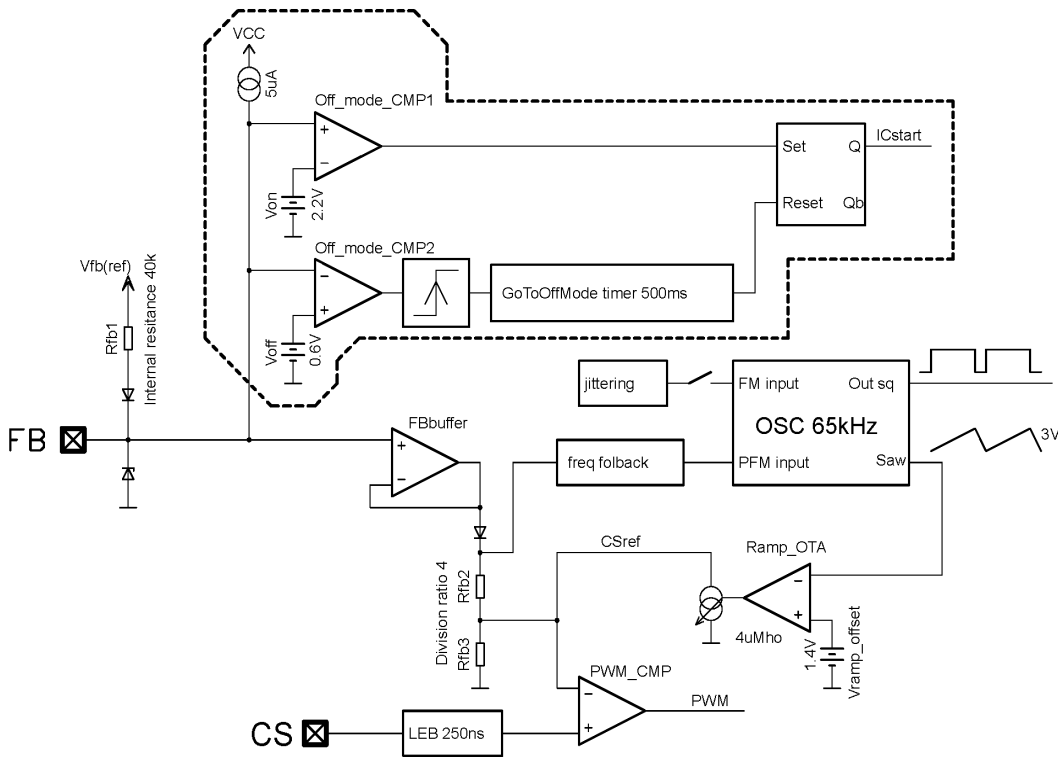 VCC
5uA
Off_mode_CMP1
+
−
Von
2.2V
Set
Q
ICstart
Reset
Qb
Off_mode_CMP2
−
+
Voff
0.6V
GoToOffMode timer 500ms
Vfb(ref)
Rfb1
Internal resitance 40k
jittering
FM input
Out sq
OSC 65kHz
PFM input
Saw
3V
freq folback
FB
FBbuffer
+
−
CSref
Ramp_OTA
−
+
4uMho
1.4V
Vramp_offset
Division ratio 4
Rfb2
Rfb3
PWM_CMP
−
+
PWM
CS
LEB 250ns